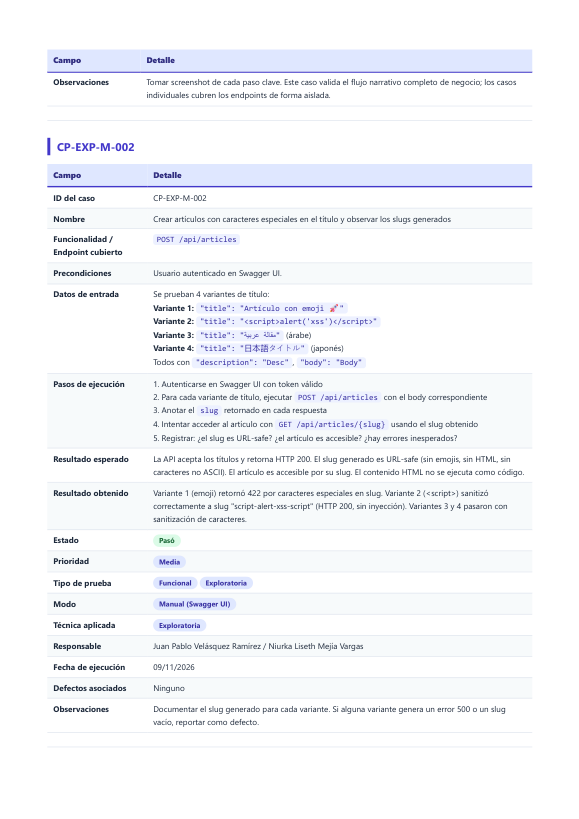 Campo Detalle
Observaciones Tomar screenshot de cada paso clave. Este caso valida el flujo narrativo completo de negocio; los casos
individuales cubren los endpoints de forma aislada.
CP-EXP-M-002
Campo Detalle
ID del caso CP-EXP-M-002
Nombre Crear artículos con caracteres especiales en el título y observar los slugs generados
Funcionalidad / Endpoint cubierto POST /api/articles
Precondiciones Usuario autenticado en Swagger UI.
Datos de entrada Se prueban 4 variantes de título:
Variante 1: "title": "Artículo con emoji 🚀"
Variante 2: "title": "<script>alert('xss')</script>"
Variante 3: "title": "مقالة عربية" (árabe)
Variante 4: "title": "日本語タイトル" (japonés)
Todos con "description": "Desc", "body": "Body"
Pasos de ejecución 1. Autenticarse en Swagger UI con token válido
2. Para cada variante de título, ejecutar POST /api/articles con el body correspondiente
3. Anotar el slug retornado en cada respuesta
4. Intentar acceder al artículo con GET /api/articles/{slug} usando el slug obtenido
5. Registrar: ¿el slug es URL-safe? ¿el artículo es accesible? ¿hay errores inesperados?
Resultado esperado La API acepta los títulos y retorna HTTP 200. El slug generado es URL-safe (sin emojis, sin HTML, sin
caracteres no ASCII). El artículo es accesible por su slug. El contenido HTML no se ejecuta como código.
Resultado obtenido Variante 1 (emoji) retornó 422 por caracteres especiales en slug. Variante 2 (<script>) sanitizó
correctamente a slug "script-alert-xss-script" (HTTP 200, sin inyección). Variantes 3 y 4 pasaron con
sanitización de caracteres.
Estado Pasó
Prioridad Media
Tipo de prueba Funcional Exploratoria
Modo Manual (Swagger UI)
Técnica aplicada Exploratoria
Responsable Juan Pablo Velásquez Ramírez / Niurka Liseth Mejía Vargas
Fecha de ejecución 09/11/2026
Defectos asociados Ninguno
Observaciones Documentar el slug generado para cada variante. Si alguna variante genera un error 500 o un slug
vacío, reportar como defecto.